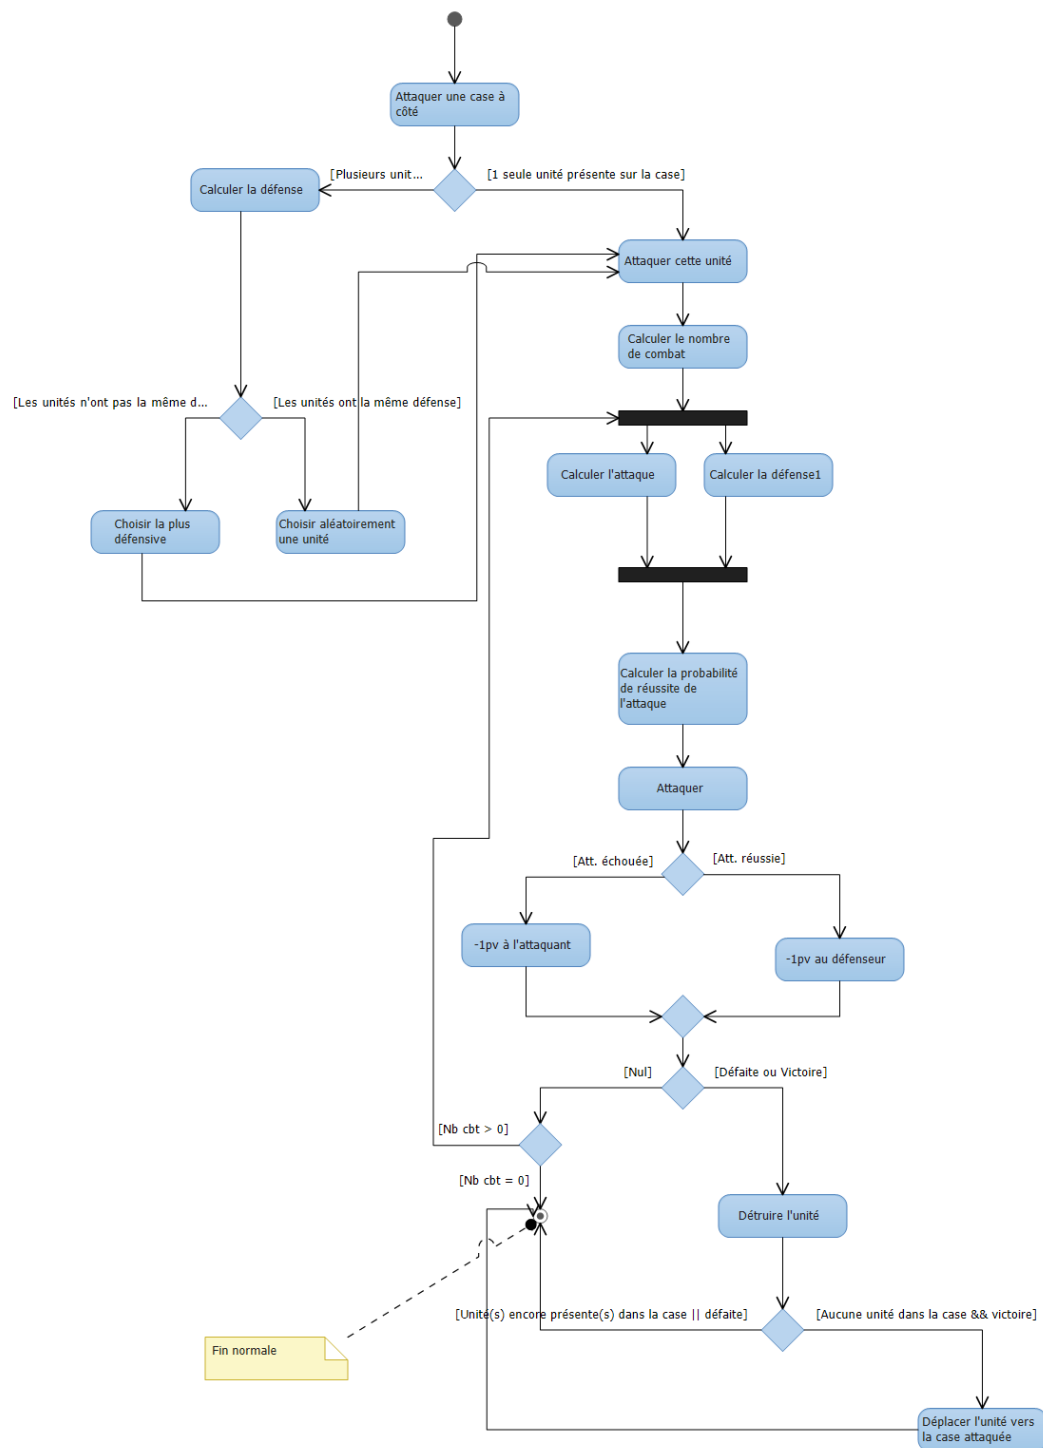 Attaquer une case à
côté
[Plusieurs unit...
[1 seule unité présente sur la case]
Calculer la défense
Attaquer cette unité
Calculer le nombre
de combat
[Les unités n'ont pas la même d...
[Les unités ont la même défense]
Calculer l'attaque
Calculer la défense1
Choisir la plus
défensive
Choisir aléatoirement
une unité
Calculer la probabilité
de réussite de
l'attaque
Attaquer
[Att. échouée]
[Att. réussie]
-1pv à l'attaquant
-1pv au défenseur
[Nul]
[Défaite ou Victoire]
[Nb cbt > 0]
[Nb cbt = 0]
Détruire l'unité
[Unité(s) encore présente(s) dans la case || défaite]
[Aucune unité dans la case && victoire]
Fin normale
Déplacer l'unité vers
la case attaquée